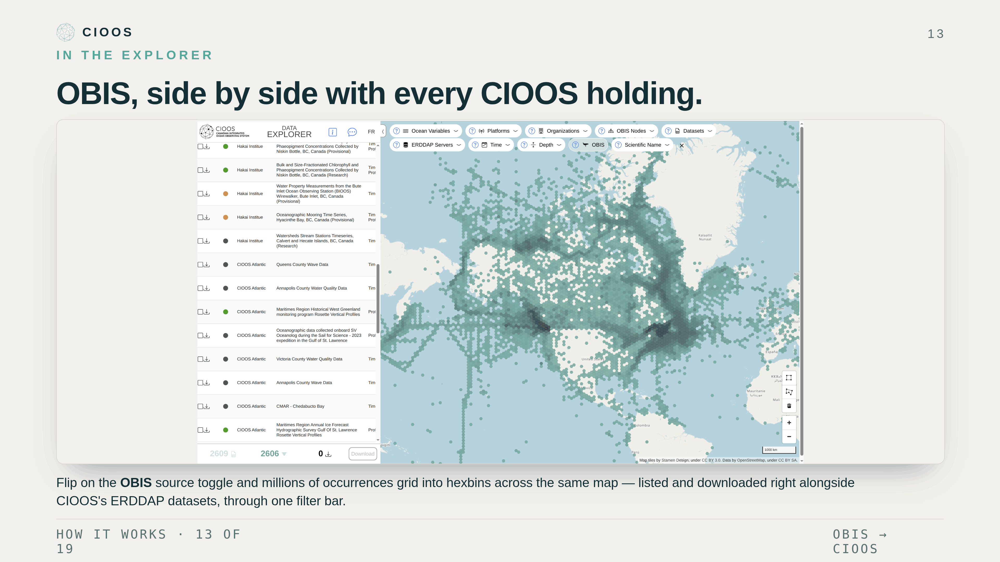 CIOOS
13
IN THE EXPLORER
OBIS, side by side with every CIOOS holding.
CIOOS
CANADIAN INTEGRATED
OCEAN OBSERVING SYSTEM
DATA
EXPLORER
FR
Ocean Variables
Platforms
Organizations
OBIS Nodes
Datasets
ERDDAP Servers
Time
Depth
OBIS
Scientific Name
Hakai Institue
Phaeopigment Concentrations Collected by
Niskin Bottle, BC, Canada (Provisional)
Tim
Prof
Hakai Institue
Bulk and Size-Fractionated Chlorophyll and
Phaeopigment Concentrations Collected by
Niskin Bottle, BC, Canada (Research)
Tim
Prof
Hakai Institue
Water Property Measurements from the Bute
Inlet Ocean Observing Station (BIOOS)
Wirewalker, Bute Inlet, BC, Canada
(Provisional)
Tim
Hakai Institue
Oceanographic Mooring Time Series,
Hyacinthe Bay, BC, Canada (Provisional)
Tim
Prof
Hakai Institue
Watersheds Stream Stations Timeseries,
Calvert and Hecate Islands, BC, Canada
(Research)
Tim
CIOOS Atlantic
Queens County Wave Data
Tim
CIOOS Atlantic
Annapolis County Water Quality Data
Tim
CIOOS Atlantic
Maritimes Region Historical West Greenland
monitoring program Rosette Vertical Profiles
Prof
CIOOS Atlantic
Oceanographic data collected onboard SV
Oceanolog during the Sail for Science - 2023
expedition in the Gulf of St. Lawrence
Prof
CIOOS Atlantic
Victoria County Water Quality Data
Tim
CIOOS Atlantic
Annapolis County Wave Data
Tim
CIOOS Atlantic
CMAR - Chedabucto Bay
Tim
CIOOS Atlantic
Maritimes Region Annual Ice Forecast
Hydrographic Survey Gulf Of St. Lawrence
Rosette Vertical Profiles
Prof
2609
2606
0
Download
Kalaallit
Nunaat
Island
United Kingdom
France
España
United States
Mexico
Mauritanie
موريتانيا
Mali
Colombia
Perú
1000 km
Map tiles by Stamen Design, under CC BY 3.0. Data by OpenStreetMap, under CC BY SA.
Flip on the OBIS source toggle and millions of occurrences grid into hexbins across the same map — listed and downloaded right alongside
CIOOS's ERDDAP datasets, through one filter bar.
HOW IT WORKS · 13 OF
19
OBIS →
CIOOS